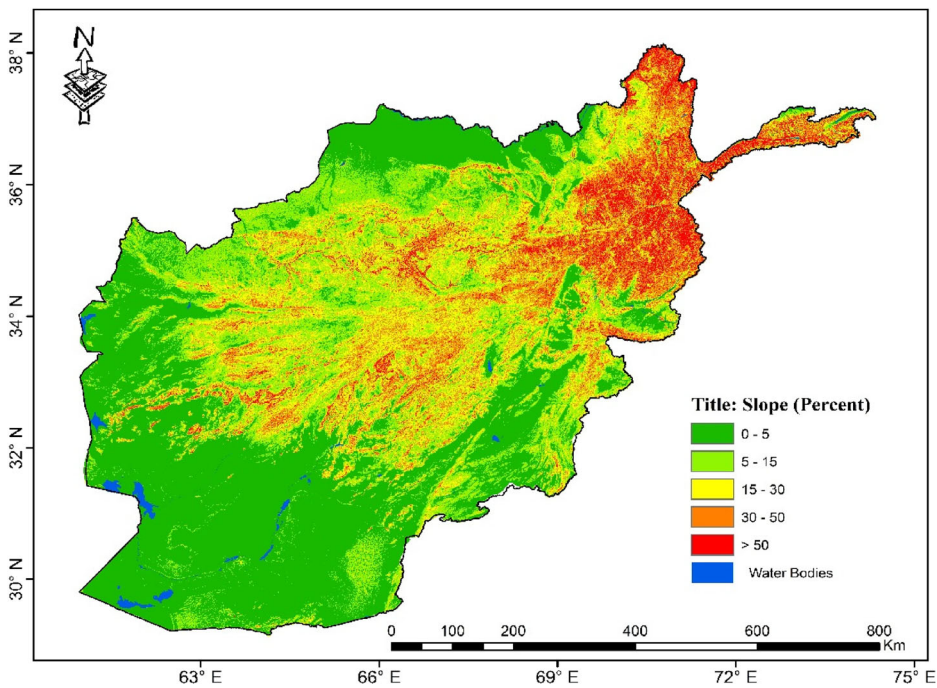 N
38° N
36° N
34° N
32° N
30° N
Title: Slope (Percent)
0 - 5
5 - 15
15 - 30
30 - 50
> 50
Water Bodies
0 100 200 400 600 800
Km
63° E 66° E 69° E 72° E 75° E